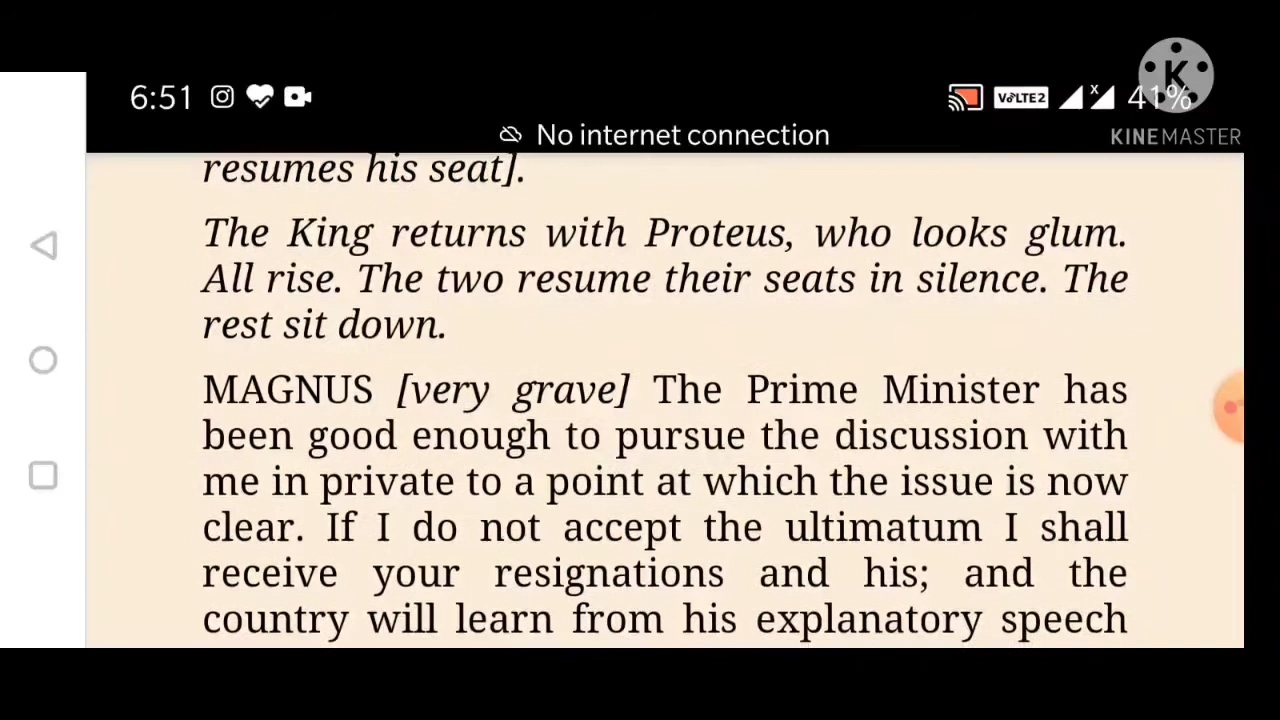 6:51 VoLTE2 x 41%
K
No internet connection
KINEMASTER
resumes his seat].
The King returns with Proteus, who looks glum.
All rise. The two resume their seats in silence. The
rest sit down.
MAGNUS [very grave] The Prime Minister has
been good enough to pursue the discussion with
me in private to a point at which the issue is now
clear. If I do not accept the ultimatum I shall
receive your resignations and his; and the
country will learn from his explanatory speech